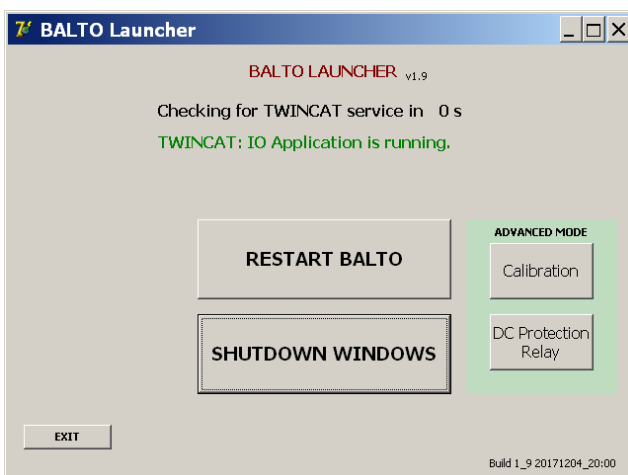 BALTO Launcher
BALTO LAUNCHER v1.9
Checking for TWINCAT service in 0 s
TWINCAT: IO Application is running.
RESTART BALTO
SHUTDOWN WINDOWS
ADVANCED MODE
Calibration
DC Protection
Relay
EXIT
Build 1_9 20171204_20:00